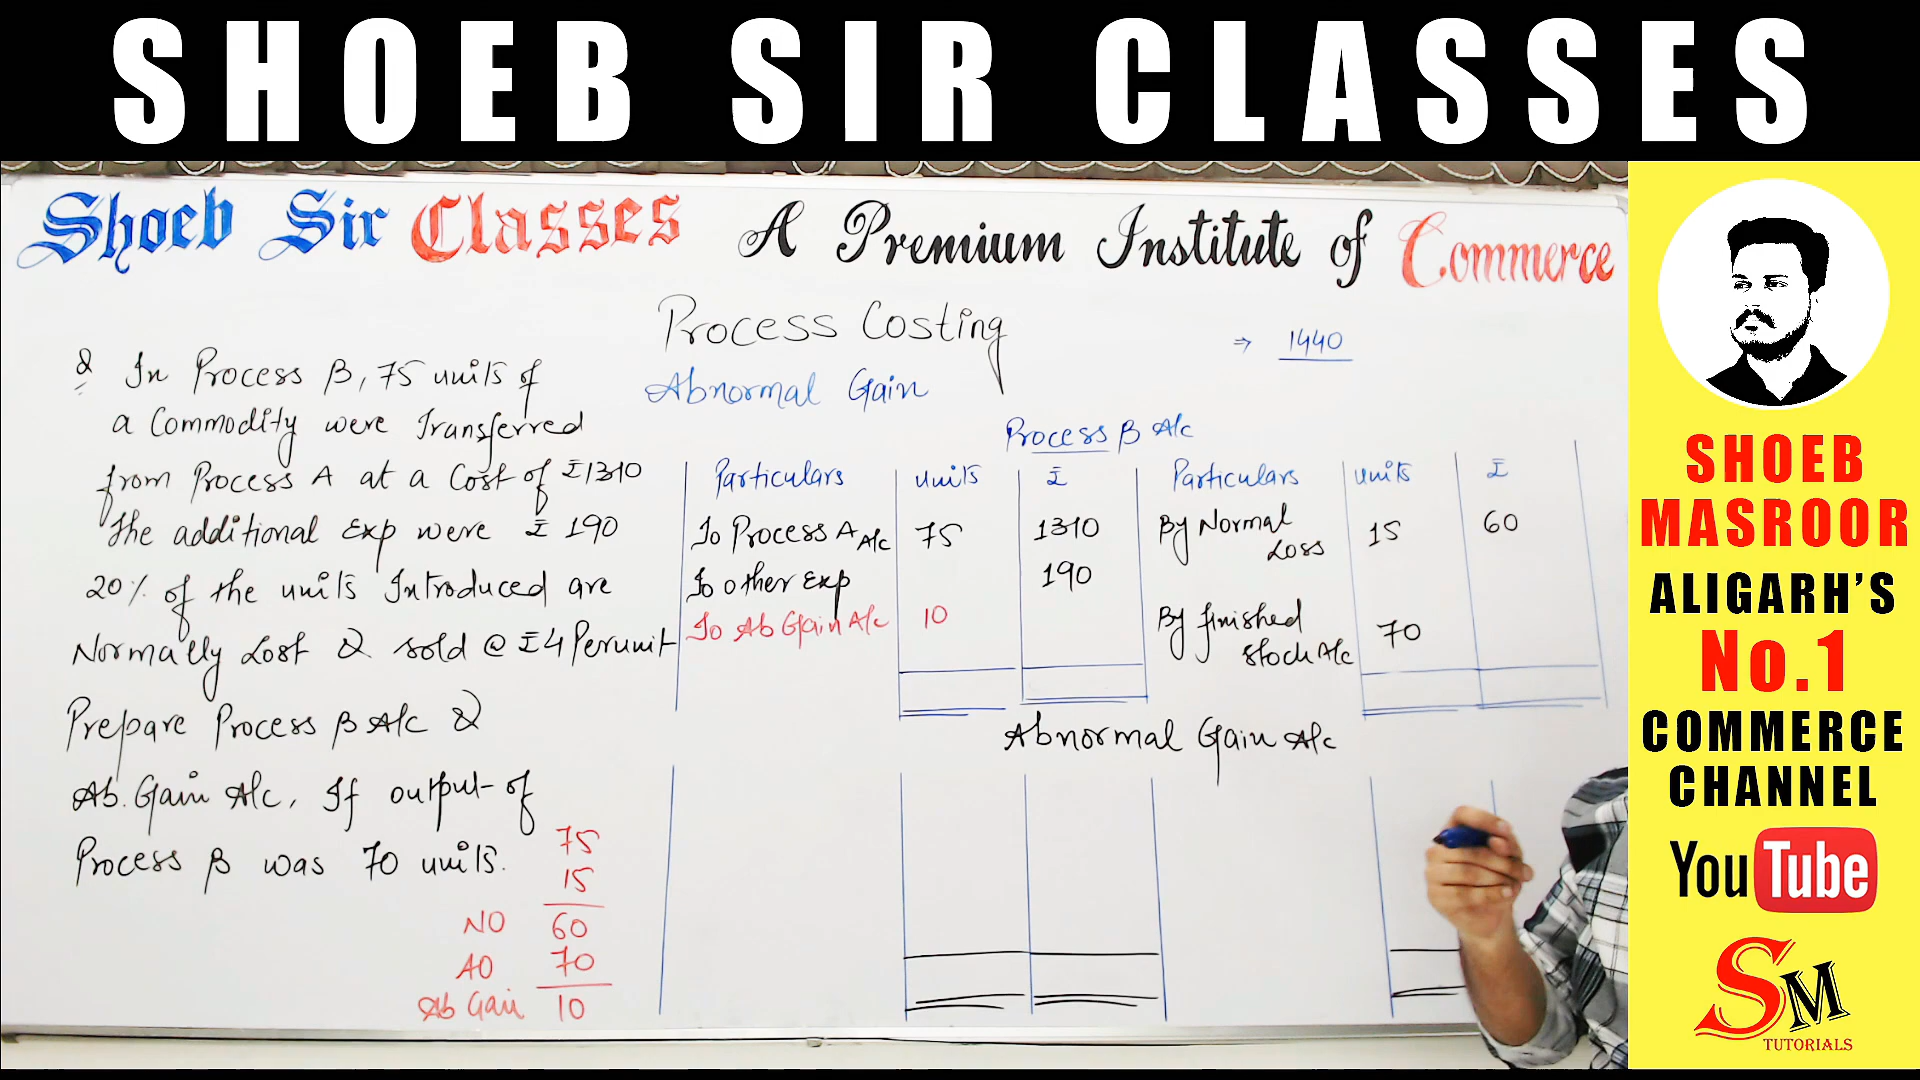 SHOEB SIR CLASSES
Shoeb Sir Classes A Premium Institute of Commerce
Process Costing
Abnormal Gain
⇒ 1440
Q In Process B, 75 units of
a Commodity were Transferred
from Process A at a Cost of ₹1310
The additional Exp were ₹ 190
20% of the units Introduced are
Normally Lost & sold @ ₹4 Per unit
Prepare Process B A/c &
Ab. Gain A/c, If output of
Process B was 70 units.
75
15
NO 60
AO 70
Ab Gain 10
Process B A/c
Particulars units ₹ Particulars units ₹
To Process A A/c 75 1310 By Normal Loss 15 60
To other Exp 190
To Ab Gain A/c 10 By finished Stock A/c 70
Abnormal Gain A/c
SHOEB
MASROOR
ALIGARH'S
No.1
COMMERCE
CHANNEL
YouTube
SM
TUTORIALS